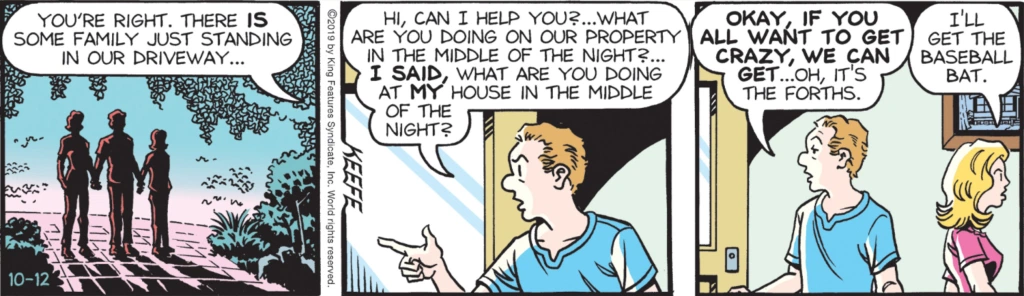 YOU'RE RIGHT. THERE IS
SOME FAMILY JUST STANDING
IN OUR DRIVEWAY...
10-12
©2019 by King Features Syndicate, Inc. World rights reserved.
HI, CAN I HELP YOU?...WHAT
ARE YOU DOING ON OUR PROPERTY
IN THE MIDDLE OF THE NIGHT?...
I SAID, WHAT ARE YOU DOING
AT MY HOUSE IN THE MIDDLE
OF THE
NIGHT?
KEEFE
OKAY, IF YOU
ALL WANT TO GET
CRAZY, WE CAN
GET...OH, IT'S
THE FORTHS.
I'LL
GET THE
BASEBALL
BAT.